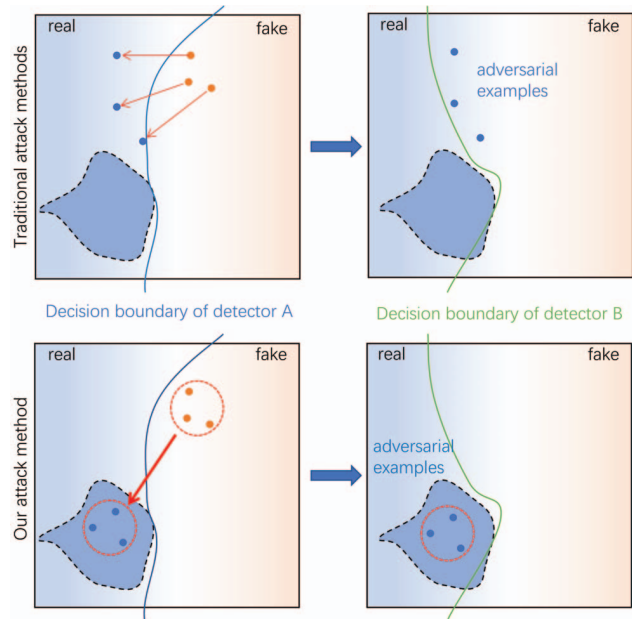 real
fake
real
adversarial
examples
Traditional attack methods
Decision boundary of detector A
Decision boundary of detector B
real
fake
real
fake
adversarial
examples
Our attack method